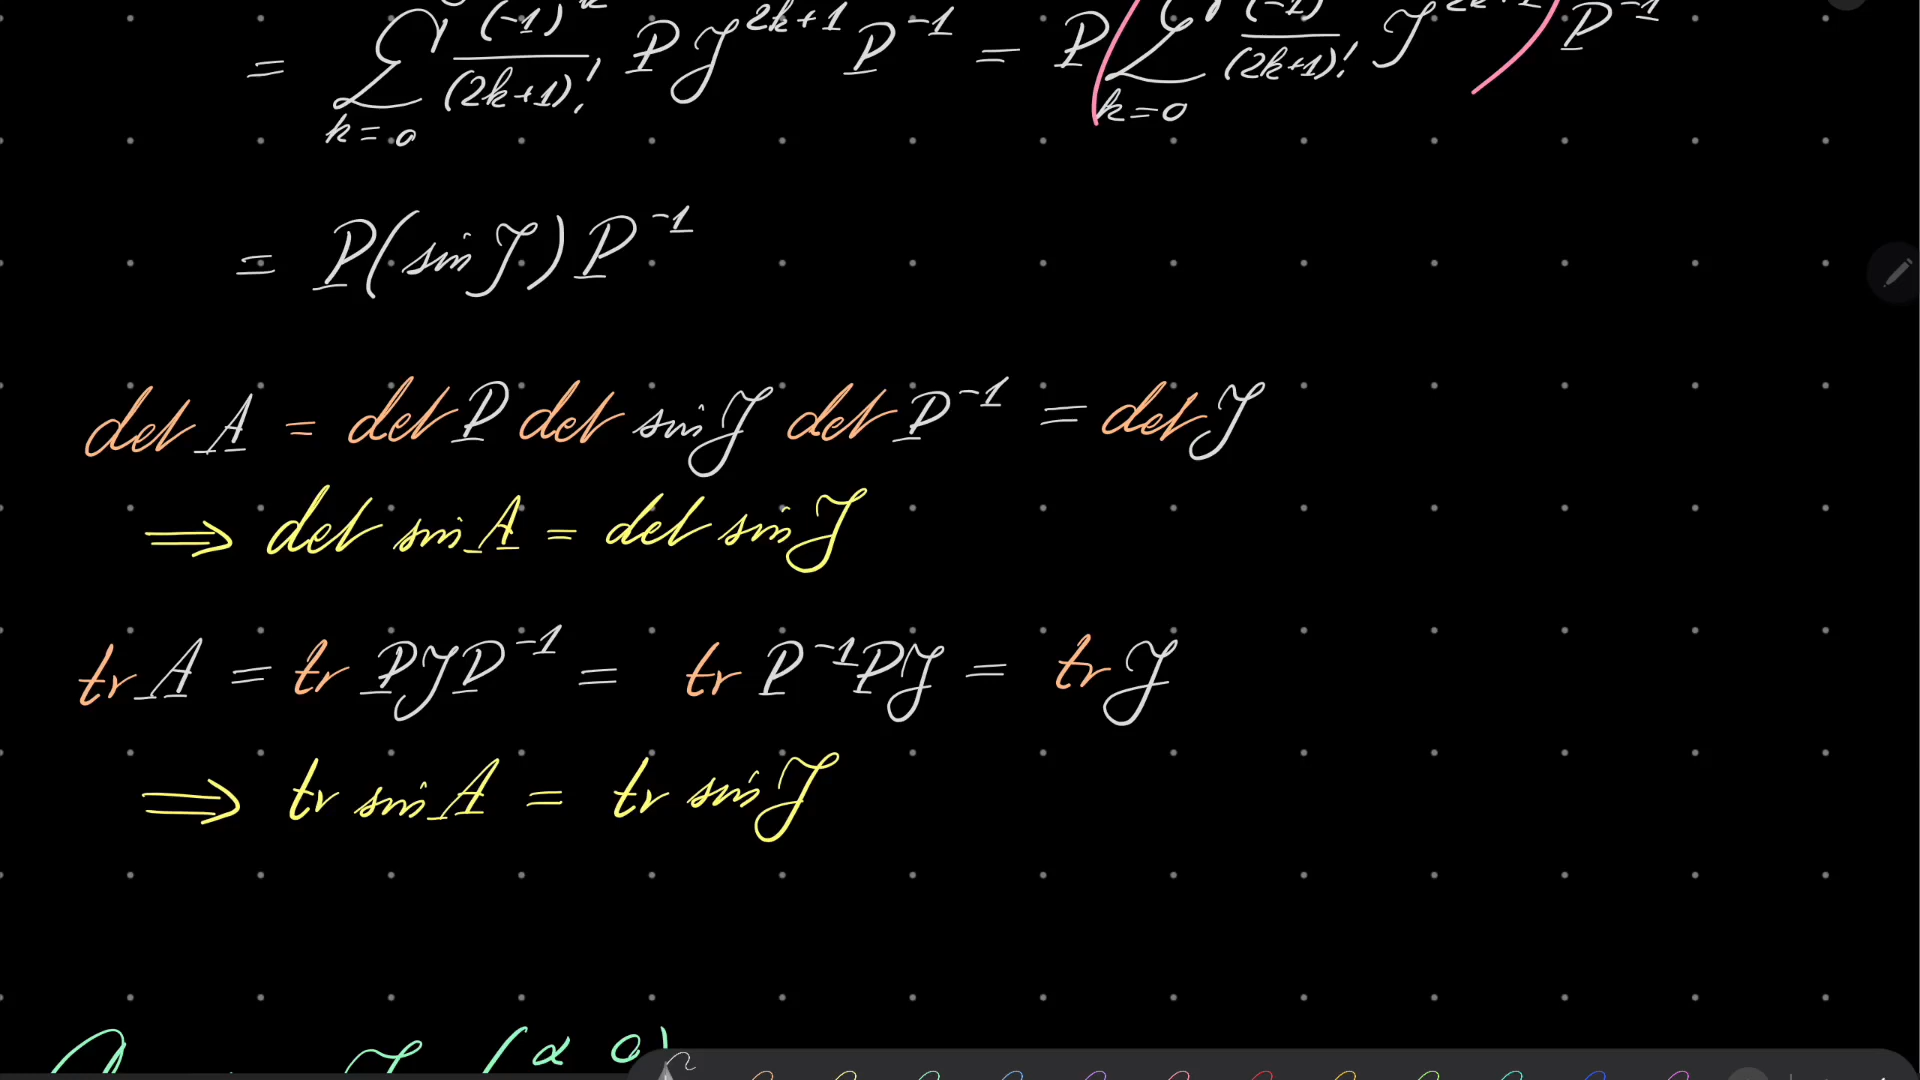 = ∑ k=0 (-1)^k/(2k+1)! P J^{2k+1} P^{-1} = P(∑ k=0 (-1)/(2k+1)! J^{2k+1}) P^{-1}
= P(sin J)P^{-1}
det A = det P det sin J det P^{-1} = det J
⟹ det sin A = det sin J
tr A = tr PJP^{-1} = tr P^{-1}PJ = tr J
⟹ tr sin A = tr sin J
J (α 0)